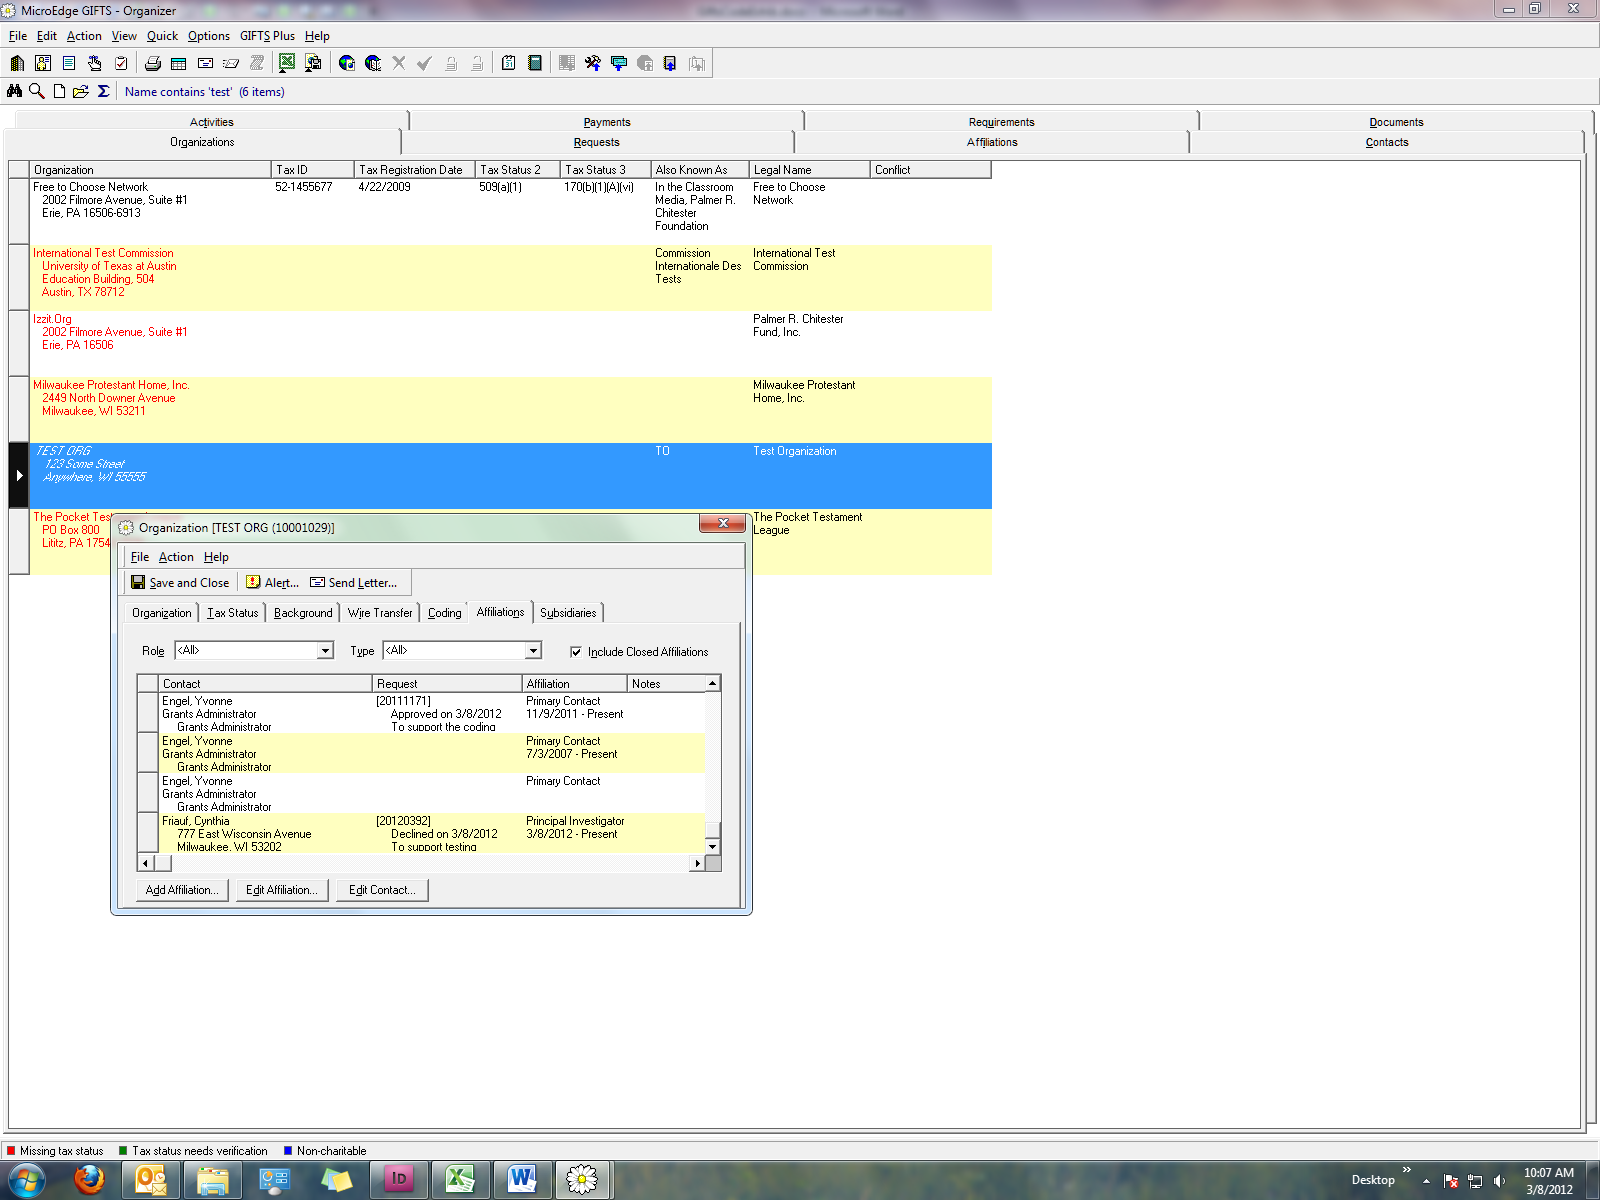 MicroEdge GIFTS - Organizer
File Edit Action View Quick Options GIFTS Plus Help
Name contains 'test' (6 items)
Activities Payments Requirements Documents
Organizations Requests Affiliations Contacts
Organization Tax ID Tax Registration Date Tax Status 2 Tax Status 3 Also Known As Legal Name Conflict
Free to Choose Network 52-1455677 4/22/2009 509(a)(1) 170(b)(1)(A)(vi) In the Classroom Free to Choose
2002 Filmore Avenue, Suite #1 Media, Palmer R. Network
Erie, PA 16506-6913 Chitester
Foundation
International Test Commission Commission International Test
University of Texas at Austin Internationale Des Commission
Education Building, 504 Tests
Austin, TX 78712
Izzit.Org Palmer R. Chitester
2002 Filmore Avenue, Suite #1 Fund, Inc.
Erie, PA 16506
Milwaukee Protestant Home, Inc. Milwaukee Protestant
2449 North Downer Avenue Home, Inc.
Milwaukee, WI 53211
TEST ORG TO Test Organization
123 Some Street
Anywhere, WI 55555
The Pocket Tes The Pocket Testament
PO Box 800 League
Lititz, PA 1754
Organization [TEST ORG (10001029)]
File Action Help
Save and Close Alert... Send Letter...
Organization Tax Status Background Wire Transfer Coding Affiliations Subsidiaries
Role <All> Type <All> Include Closed Affiliations
Contact Request Affiliation Notes
Engel, Yvonne [20111171] Primary Contact
Grants Administrator Approved on 3/8/2012 11/9/2011 - Present
Grants Administrator To support the coding
Engel, Yvonne Primary Contact
Grants Administrator 7/3/2007 - Present
Grants Administrator
Engel, Yvonne Primary Contact
Grants Administrator
Grants Administrator
Friauf, Cynthia [20120392] Principal Investigator
777 East Wisconsin Avenue Declined on 3/8/2012 3/8/2012 - Present
Milwaukee, WI 53202 To support testing
Add Affiliation... Edit Affiliation... Edit Contact...
Missing tax status Tax status needs verification Non-charitable
Desktop » 10:07 AM
3/8/2012